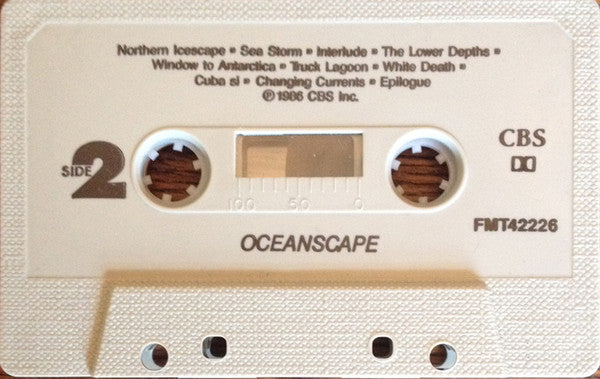 Northern Icescape ▪ Sea Storm ▪ Interlude ▪ The Lower Depths ▪
Window to Antarctica ▪ Truck Lagoon ▪ White Death ▪
Cuba si ▪ Changing Currents ▪ Epilogue
℗ 1986 CBS Inc.
CBS
SIDE 2
100 50 0
FMT42226
OCEANSCAPE